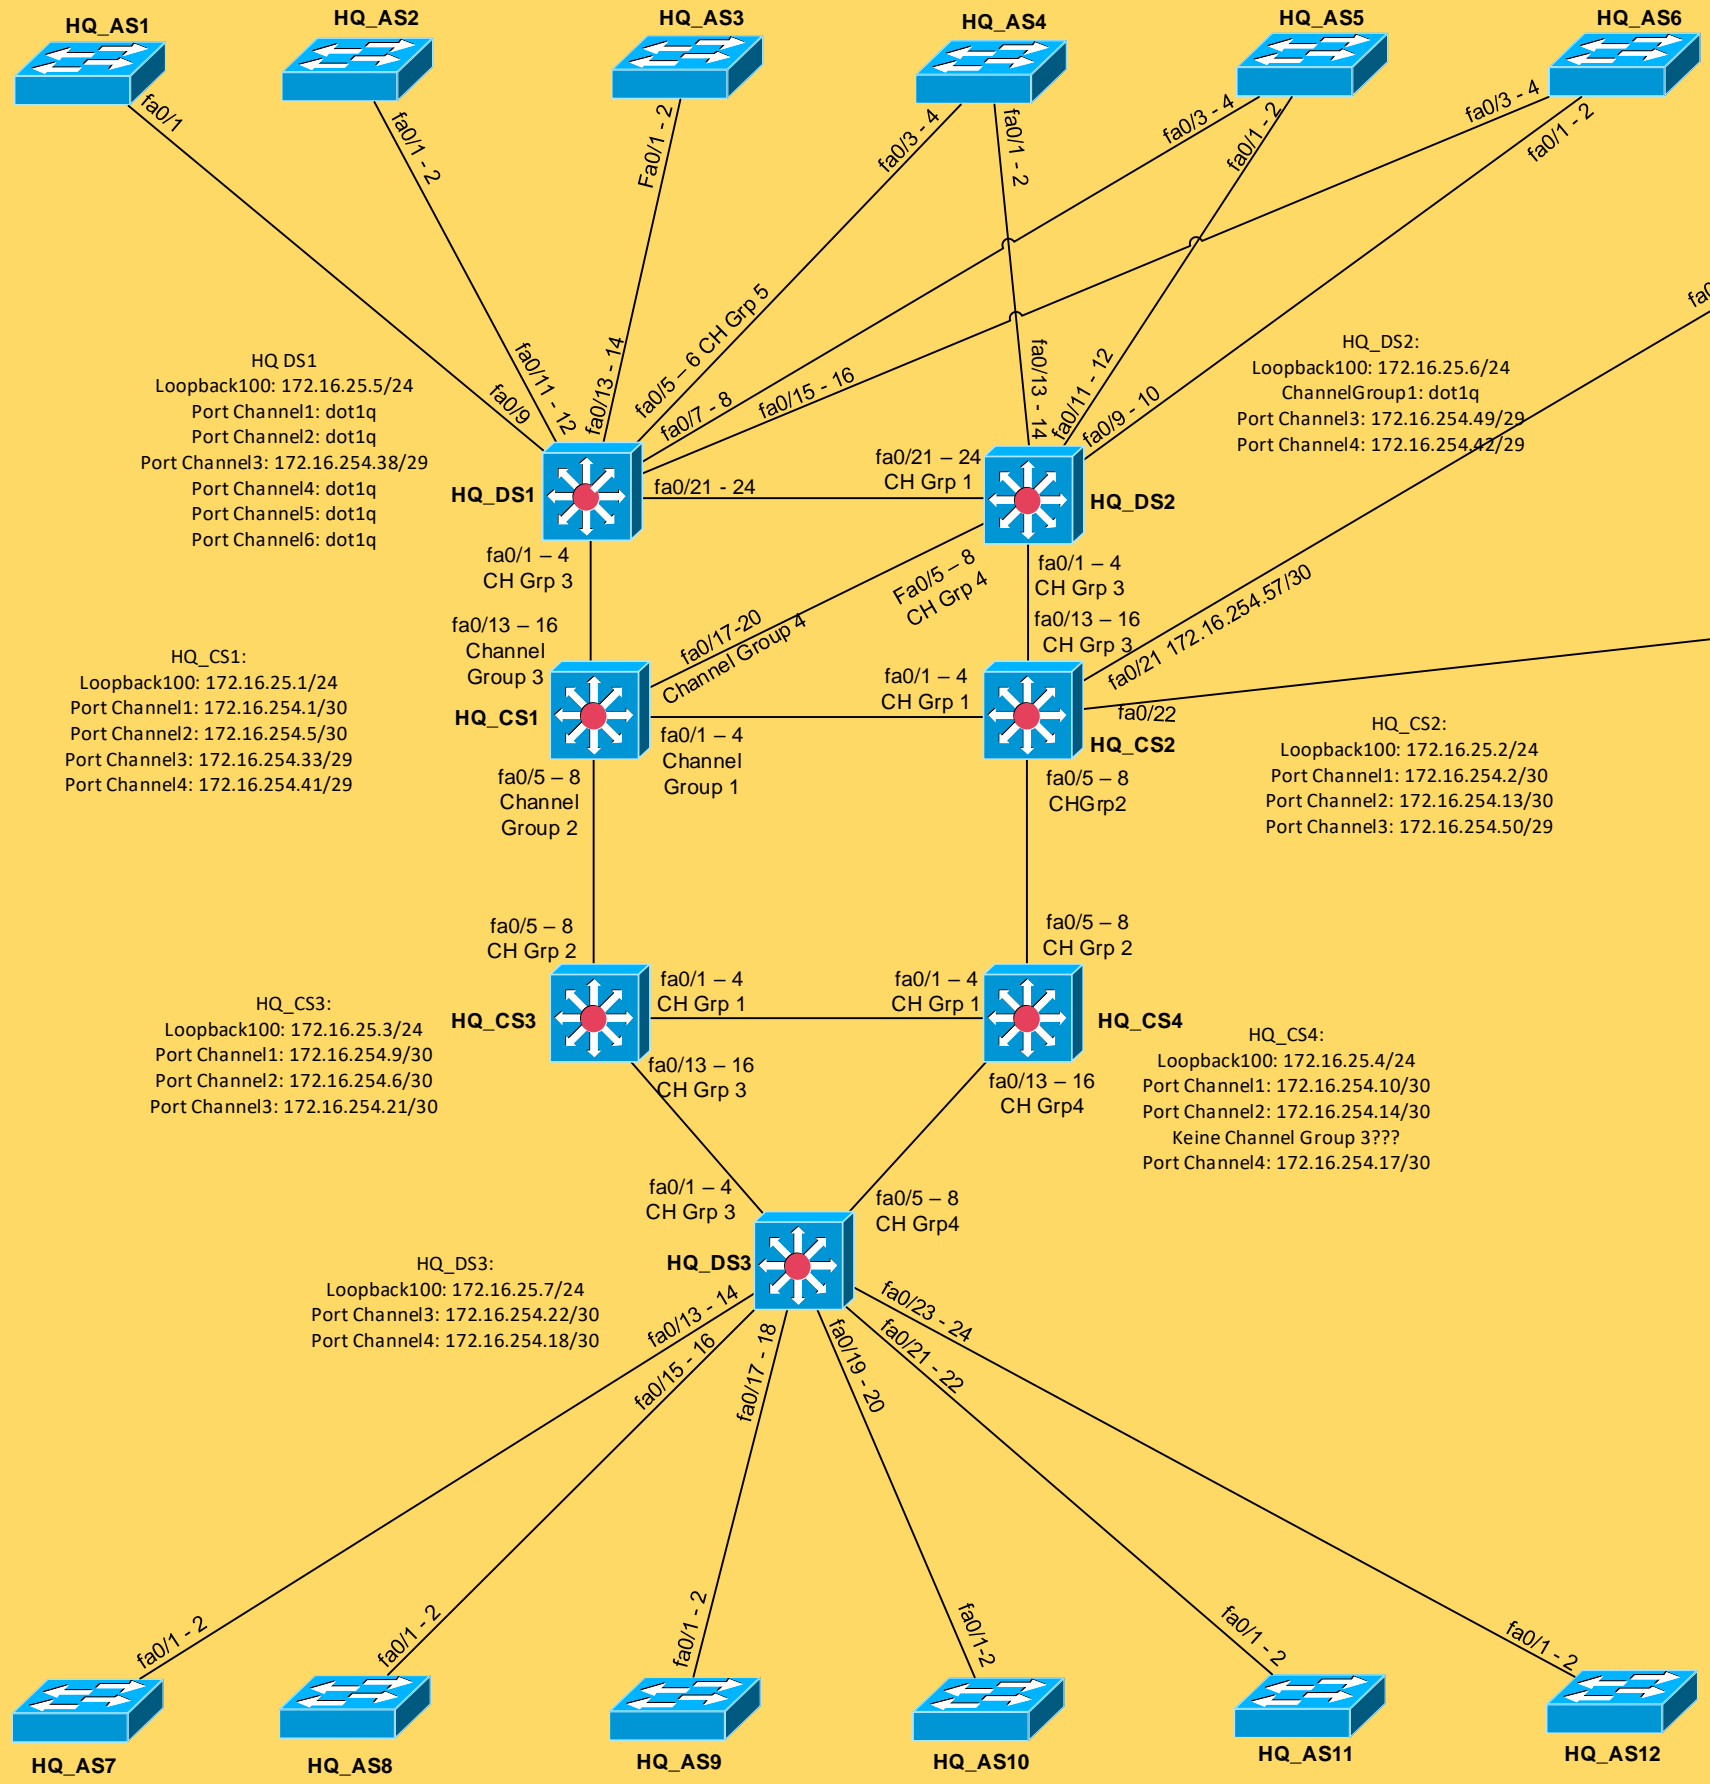 HQ_AS1
HQ_AS2
HQ_AS3
HQ_AS4
HQ_AS5
HQ_AS6
fa0/1
fa0/1 - 2
Fa0/1 - 2
fa0/3 - 4
fa0/1 - 2
fa0/3 - 4
fa0/1 - 2
fa0/3 - 4
fa0/1 - 2
HQ DS1
Loopback100: 172.16.25.5/24
Port Channel1: dot1q
Port Channel2: dot1q
Port Channel3: 172.16.254.38/29
Port Channel4: dot1q
Port Channel5: dot1q
Port Channel6: dot1q
fa0/9
fa0/11 - 12
fa0/13 - 14
fa0/5 – 6 CH Grp 5
fa0/7 - 8
fa0/15 - 16
fa0/13 - 14
fa0/11 - 12
fa0/9 - 10
HQ_DS2:
Loopback100: 172.16.25.6/24
ChannelGroup1: dot1q
Port Channel3: 172.16.254.49/29
Port Channel4: 172.16.254.42/29
HQ_DS1
fa0/21 - 24
fa0/21 – 24
CH Grp 1
HQ_DS2
fa0/1 – 4
CH Grp 3
Fa0/5 – 8
CH Grp 4
fa0/1 – 4
CH Grp 3
fa0/13 – 16
Channel
Group 3
fa0/17-20
Channel Group 4
fa0/13 – 16
CH Grp 3
fa0/21 172.16.254.57/30
fa0/22
HQ_CS1:
Loopback100: 172.16.25.1/24
Port Channel1: 172.16.254.1/30
Port Channel2: 172.16.254.5/30
Port Channel3: 172.16.254.33/29
Port Channel4: 172.16.254.41/29
HQ_CS1
fa0/1 – 4
Channel
Group 1
fa0/1 – 4
CH Grp 1
HQ_CS2
fa0/5 – 8
Channel
Group 2
fa0/5 – 8
CHGrp2
HQ_CS2:
Loopback100: 172.16.25.2/24
Port Channel1: 172.16.254.2/30
Port Channel2: 172.16.254.13/30
Port Channel3: 172.16.254.50/29
fa0/5 – 8
CH Grp 2
fa0/5 – 8
CH Grp 2
HQ_CS3:
Loopback100: 172.16.25.3/24
Port Channel1: 172.16.254.9/30
Port Channel2: 172.16.254.6/30
Port Channel3: 172.16.254.21/30
HQ_CS3
fa0/1 – 4
CH Grp 1
fa0/1 – 4
CH Grp 1
HQ_CS4
fa0/13 – 16
CH Grp 3
fa0/13 – 16
CH Grp4
HQ_CS4:
Loopback100: 172.16.25.4/24
Port Channel1: 172.16.254.10/30
Port Channel2: 172.16.254.14/30
Keine Channel Group 3???
Port Channel4: 172.16.254.17/30
fa0/1 – 4
CH Grp 3
fa0/5 – 8
CH Grp4
HQ_DS3
HQ_DS3:
Loopback100: 172.16.25.7/24
Port Channel3: 172.16.254.22/30
Port Channel4: 172.16.254.18/30
fa0/13 - 14
fa0/15 - 16
fa0/17 - 18
fa0/19 - 20
fa0/21 - 22
fa0/23 - 24
fa0/1 - 2
fa0/1 - 2
fa0/1 - 2
fa0/1-2
fa0/1 - 2
fa0/1 - 2
HQ_AS7
HQ_AS8
HQ_AS9
HQ_AS10
HQ_AS11
HQ_AS12